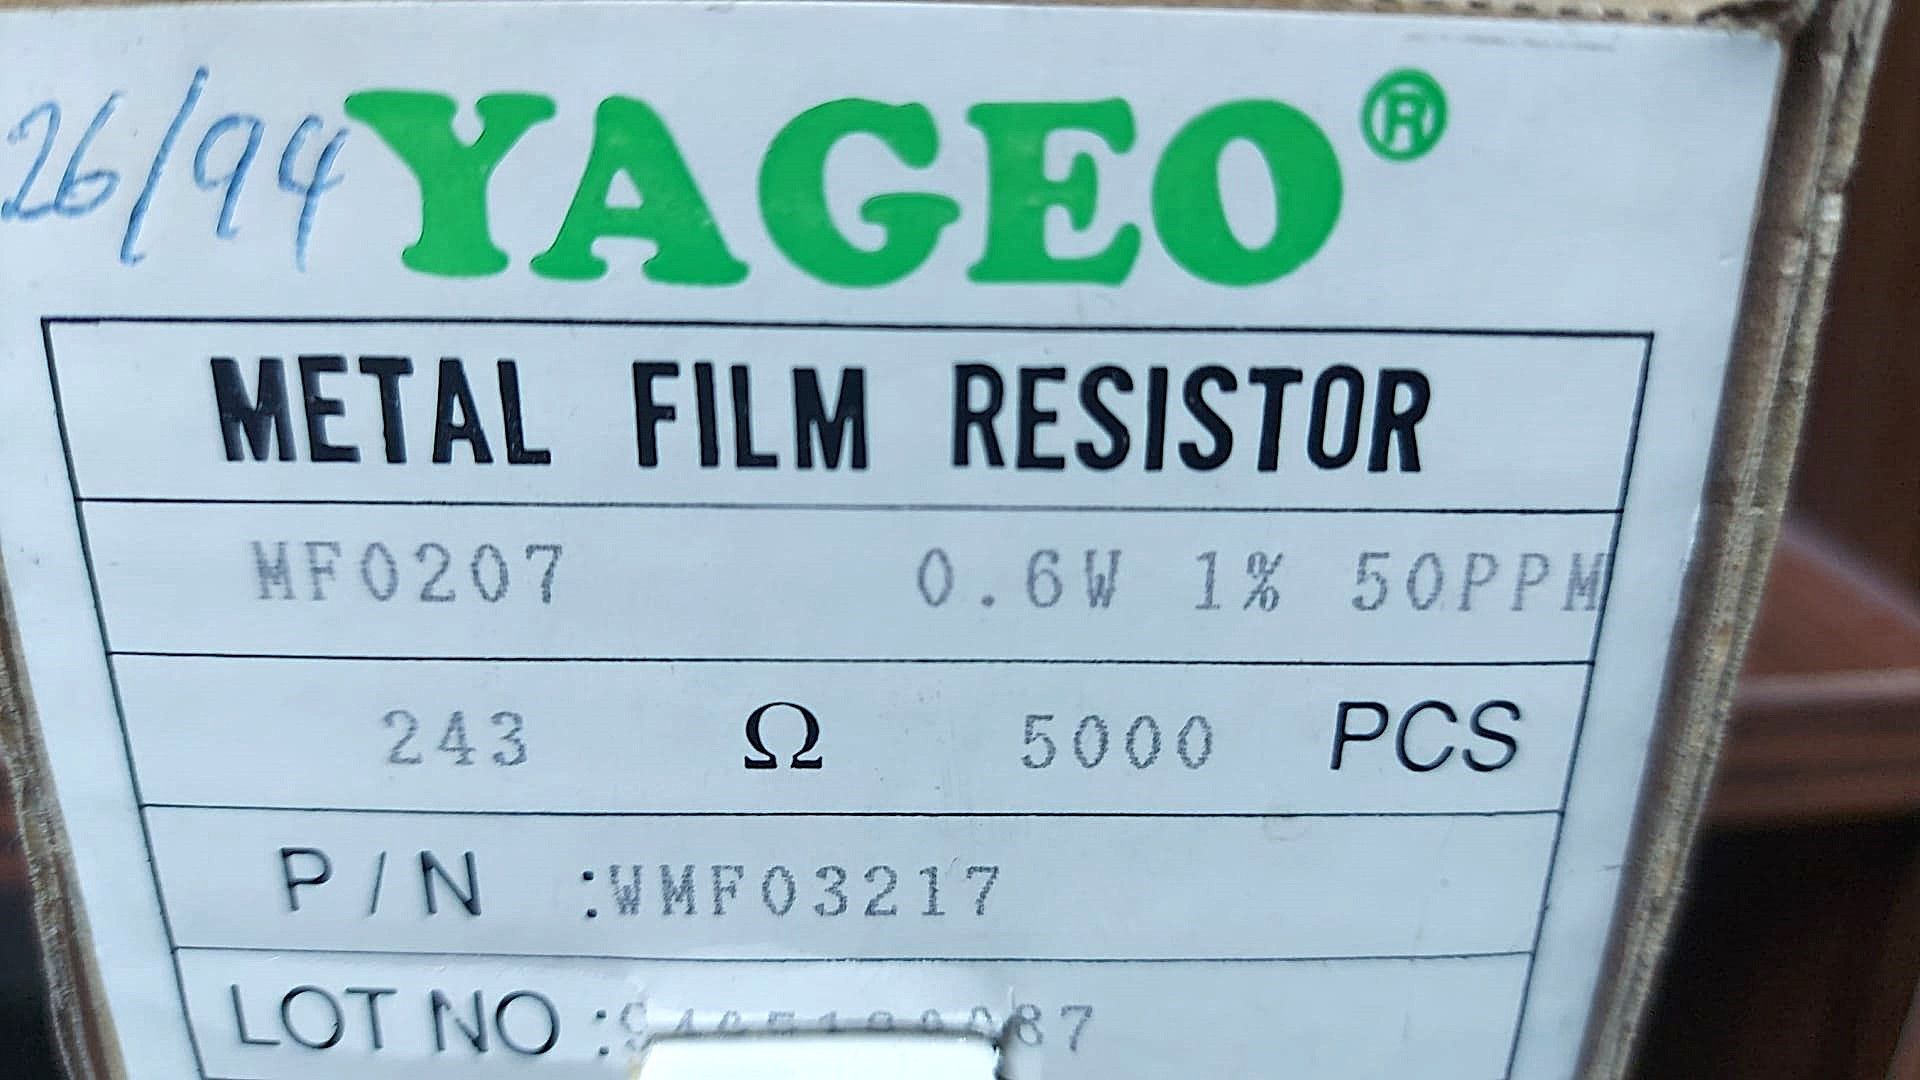 26/94 YAGEO®
METAL FILM RESISTOR
MF0207 0.6W 1% 50PPM
243 Ω 5000 PCS
P/N :WMF03217
LOT NO :